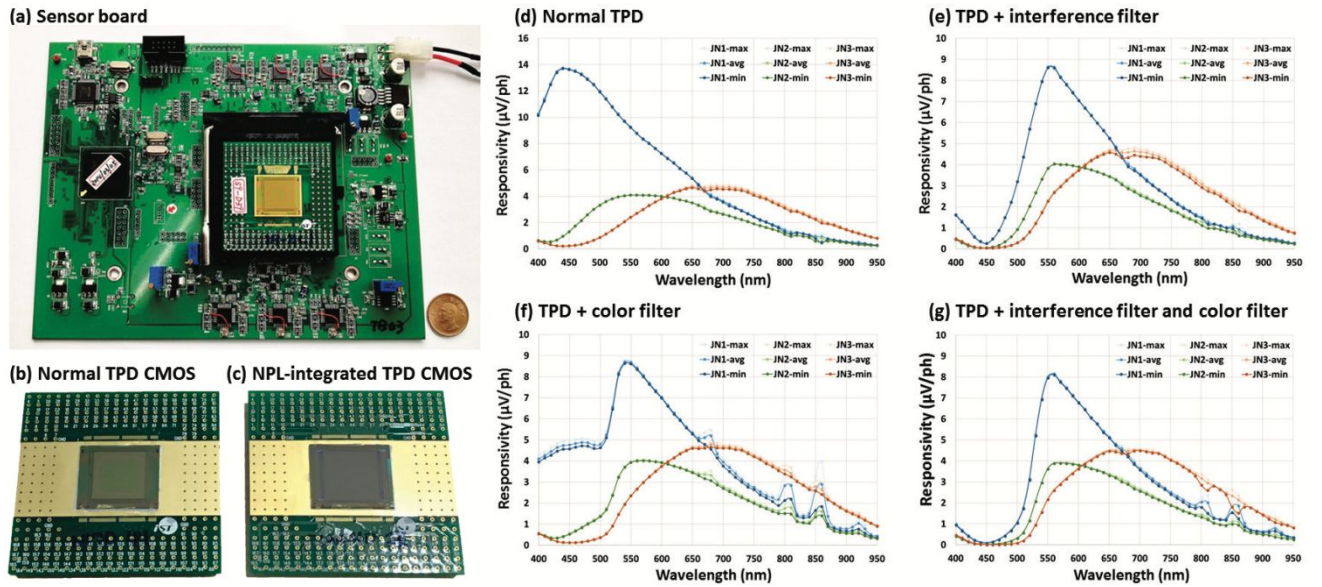 (a) Sensor board
TB03
(b) Normal TPD CMOS
(c) NPL-integrated TPD CMOS
(d) Normal TPD
JN1-max JN2-max JN3-max
JN1-avg JN2-avg JN3-avg
JN1-min JN2-min JN3-min
Responsivity (µV/ph)
16
14
12
10
8
6
4
2
0
400 450 500 550 600 650 700 750 800 850 900 950
Wavelength (nm)
(e) TPD + interference filter
JN1-max JN2-max JN3-max
JN1-avg JN2-avg JN3-avg
JN1-min JN2-min JN3-min
Responsivity (µV/ph)
10
9
8
7
6
5
4
3
2
1
0
400 450 500 550 600 650 700 750 800 850 900 950
Wavelength (nm)
(f) TPD + color filter
JN1-max JN2-max JN3-max
JN1-avg JN2-avg JN3-avg
JN1-min JN2-min JN3-min
Responsivity (µV/ph)
10
9
8
7
6
5
4
3
2
1
0
400 450 500 550 600 650 700 750 800 850 900 950
Wavelength (nm)
(g) TPD + interference filter and color filter
JN1-max JN2-max JN3-max
JN1-avg JN2-avg JN3-avg
JN1-min JN2-min JN3-min
Responsivity (µV/ph)
10
9
8
7
6
5
4
3
2
1
0
400 450 500 550 600 650 700 750 800 850 900 950
Wavelength (nm)